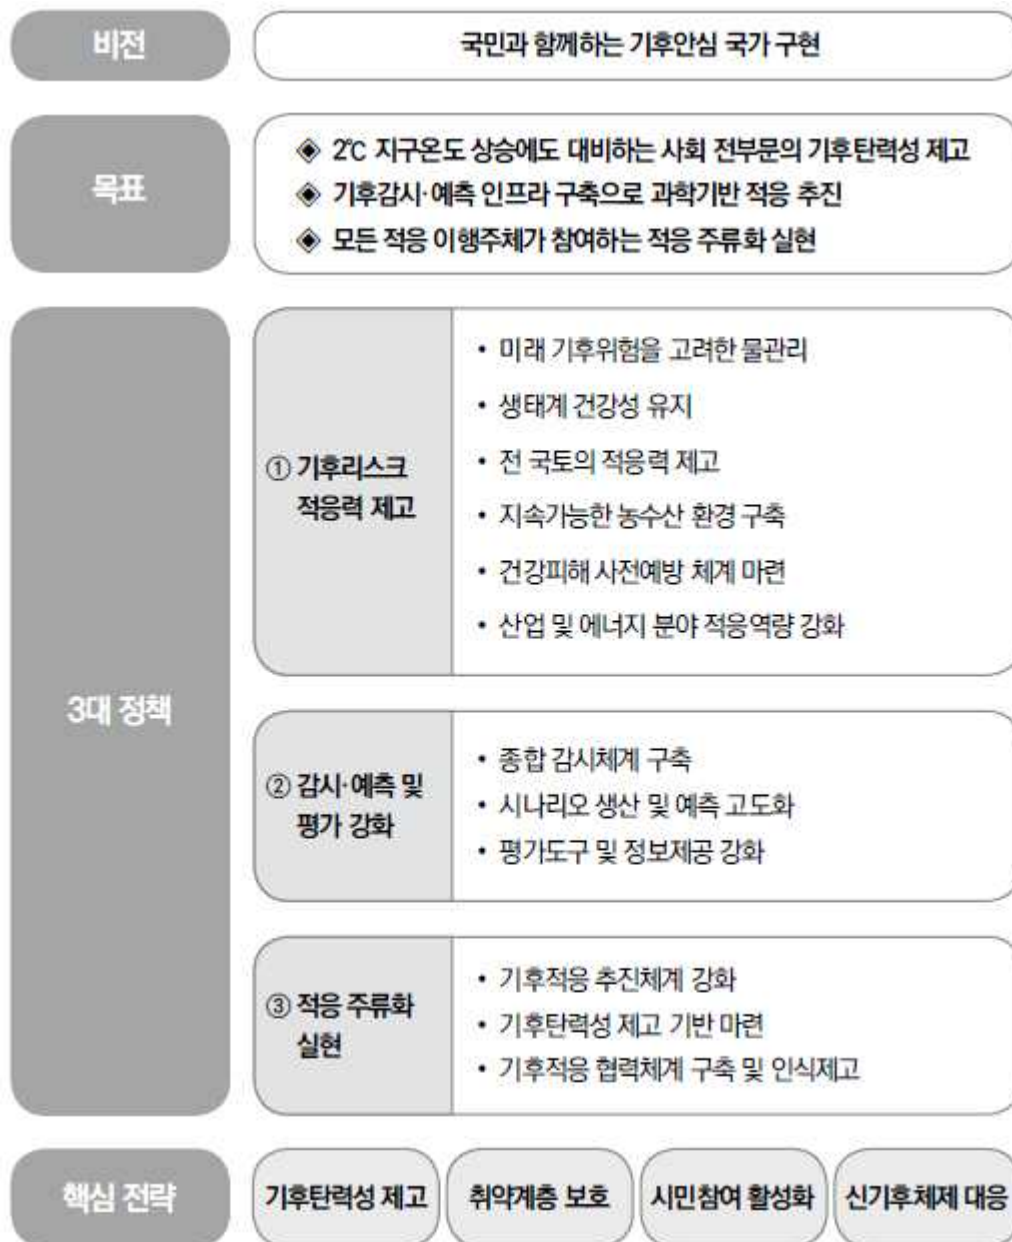 비전
국민과 함께하는 기후안심 국가 구현
목표
◈ 2℃ 지구온도 상승에도 대비하는 사회 전부문의 기후탄력성 제고
◈ 기후감시·예측 인프라 구축으로 과학기반 적응 추진
◈ 모든 적응 이행주체가 참여하는 적응 주류화 실현
3대 정책
① 기후리스크
적응력 제고
• 미래 기후위험을 고려한 물관리
• 생태계 건강성 유지
• 전 국토의 적응력 제고
• 지속가능한 농수산 환경 구축
• 건강피해 사전예방 체계 마련
• 산업 및 에너지 분야 적응역량 강화
② 감시·예측 및
평가 강화
• 종합 감시체계 구축
• 시나리오 생산 및 예측 고도화
• 평가도구 및 정보제공 강화
③ 적응 주류화
실현
• 기후적응 추진체계 강화
• 기후탄력성 제고 기반 마련
• 기후적응 협력체계 구축 및 인식제고
핵심 전략
기후탄력성 제고
취약계층 보호
시민참여 활성화
신기후체제 대응